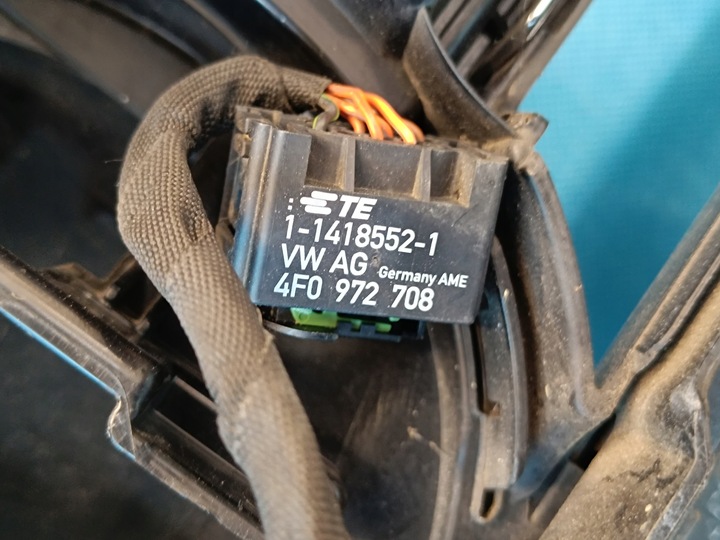 TE
1-1418552-1
VW AG Germany AME
4F0 972 708